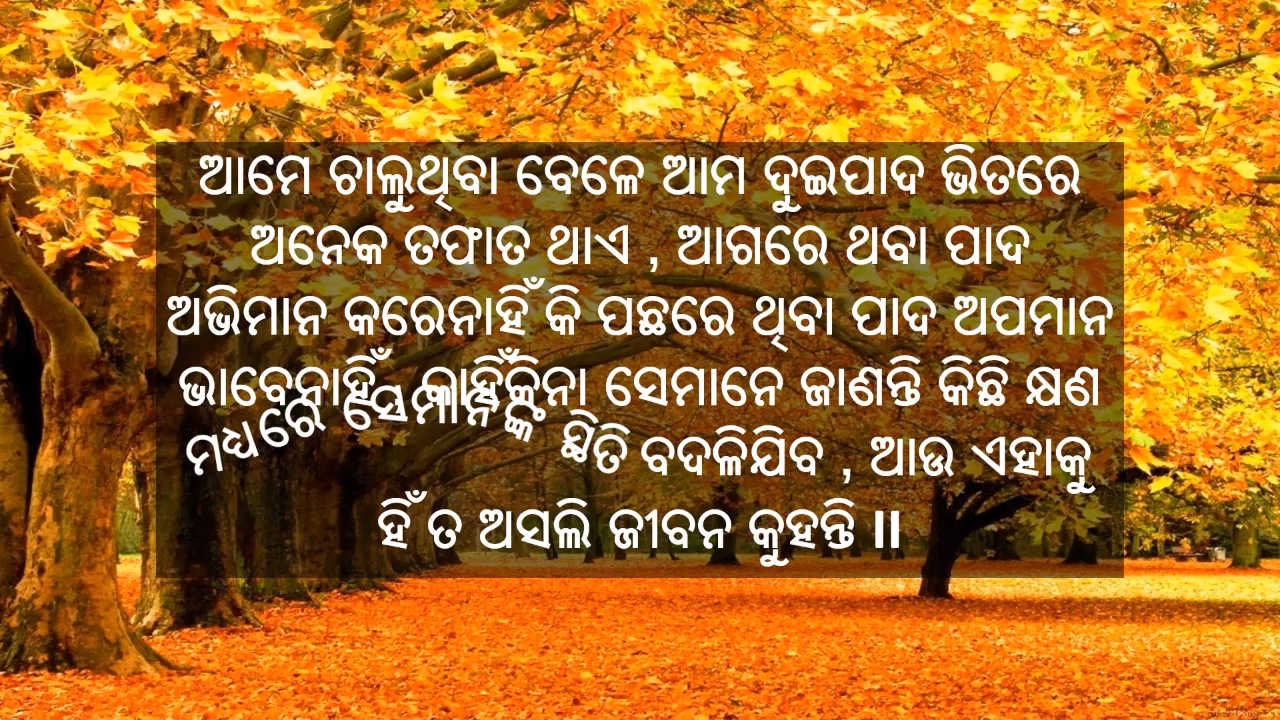 ଆମେ ଚାଲୁଥିବା ବେଳେ ଆମ ଦୁଇପାଦ ଭିତରେ
ଅନେକ ତଫାତ ଥାଏ , ଆଗରେ ଥବା ପାଦ
ଅଭିମାନ କରେନାହିଁ କି ପଛରେ ଥିବା ପାଦ ଅପମାନ
ଭାବେନାହିଁ କାହିଁକିନା ସେମାନେ ଜାଣନ୍ତି କିଛି କ୍ଷଣ
ମଧ୍ୟରେ ସେମାନଙ୍କ ସ୍ଥିତି ବଦଳିଯିବ , ଆଉ ଏହାକୁ
ହିଁ ତ ଅସଲି ଜୀବନ କୁହନ୍ତି ॥